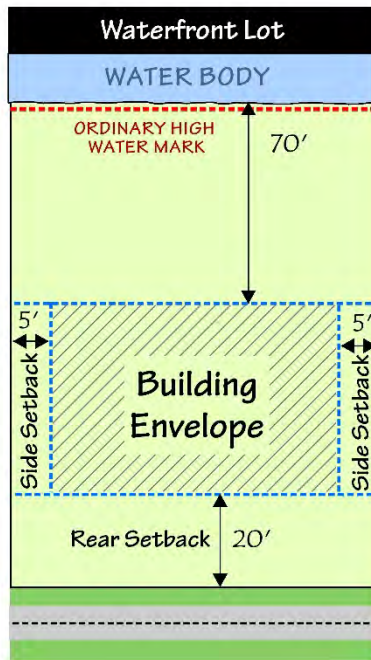 Waterfront Lot
WATER BODY
ORDINARY HIGH
WATER MARK
70'
5'
5'
Side Setback
Building
Envelope
Side Setback
Rear Setback 20'